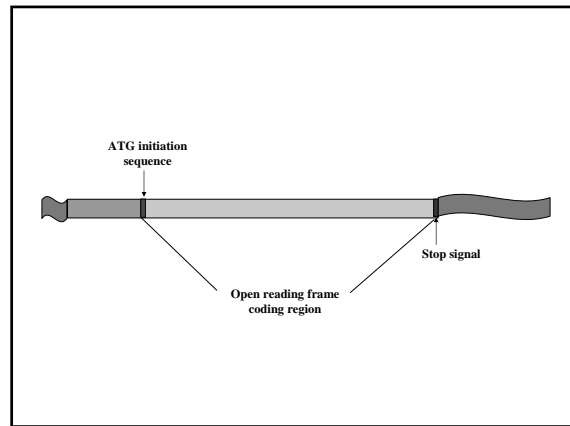 ATG initiation
sequence
Stop signal
Open reading frame
coding region